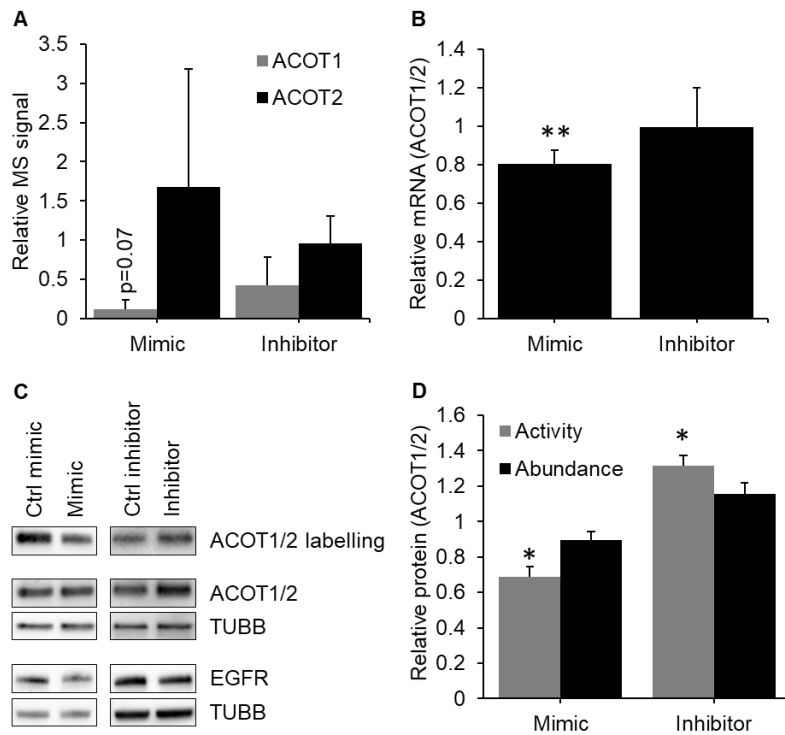 A
Relative MS signal
3.5
3
2.5
2
1.5
1
0.5
0
ACOT1
ACOT2
p=0.07
Mimic
Inhibitor
B
Relative mRNA (ACOT1/2)
1.4
1.2
1
0.8
0.6
0.4
0.2
0
**
Mimic
Inhibitor
C
Ctrl mimic
Mimic
Ctrl inhibitor
Inhibitor
ACOT1/2 labelling
ACOT1/2
TUBB
EGFR
TUBB
D
Relative protein (ACOT1/2)
1.6
1.4
1.2
1
0.8
0.6
0.4
0.2
0
Activity
Abundance
*
*
Mimic
Inhibitor